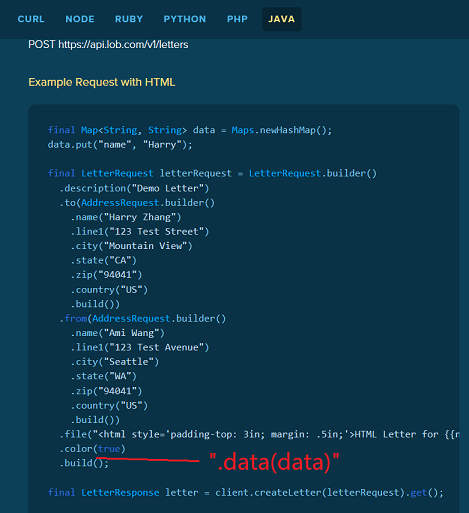 CURL NODE RUBY PYTHON PHP JAVA
POST https://api.lob.com/v1/letters
Example Request with HTML
final Map<String, String> data = Maps.newHashMap();
data.put("name", "Harry");
final LetterRequest letterRequest = LetterRequest.builder()
.description("Demo Letter")
.to(AddressRequest.builder()
.name("Harry Zhang")
.line1("123 Test Street")
.city("Mountain View")
.state("CA")
.zip("94041")
.country("US")
.build())
.from(AddressRequest.builder()
.name("Ami Wang")
.line1("123 Test Avenue")
.city("Seattle")
.state("WA")
.zip("94041")
.country("US")
.build())
.file("<html style='padding-top: 3in; margin: .5in;'>HTML Letter for {{n
.color(true)
".data(data)"
.build();
final LetterResponse letter = client.createLetter(letterRequest).get();